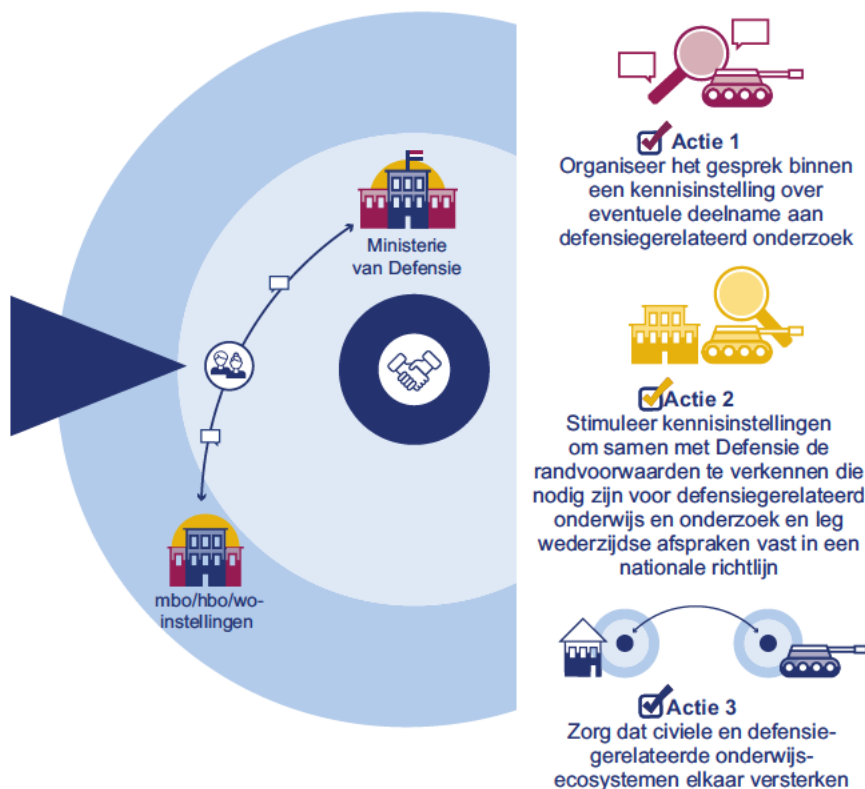 Ministerie
van Defensie
mbo/hbo/wo-
instellingen
Actie 1
Organiseer het gesprek binnen
een kennisinstelling over
eventuele deelname aan
defensiegerelateerd onderzoek
Actie 2
Stimuleer kennisinstellingen
om samen met Defensie de
randvoorwaarden te verkennen die
nodig zijn voor defensiegerelateerd
onderwijs en onderzoek en leg
wederzijdse afspraken vast in een
nationale richtlijn
Actie 3
Zorg dat civiele en defensie-
gerelateerde onderwijs-
ecosystemen elkaar versterken